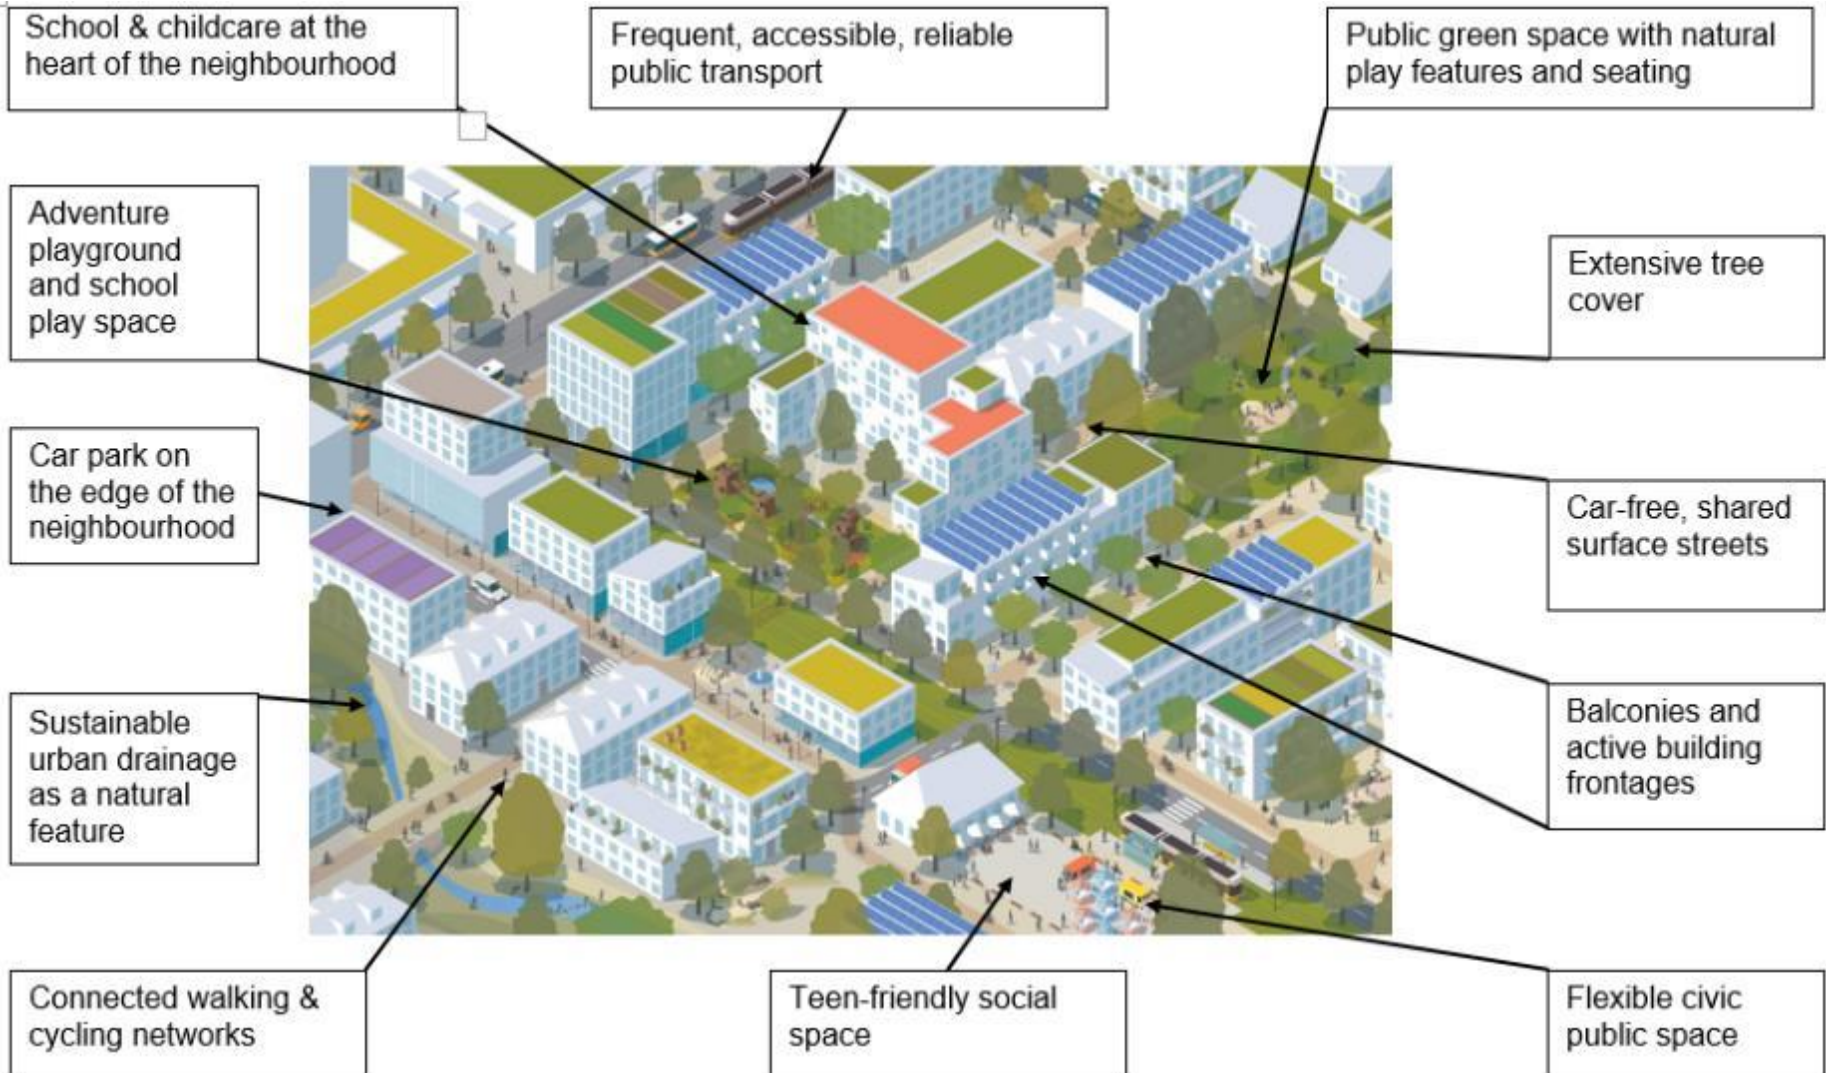 School & childcare at the
heart of the neighbourhood
Frequent, accessible, reliable
public transport
Public green space with natural
play features and seating
Adventure
playground
and school
play space
Extensive tree
cover
Car park on
the edge of the
neighbourhood
Car-free, shared
surface streets
Sustainable
urban drainage
as a natural
feature
Balconies and
active building
frontages
Connected walking &
cycling networks
Teen-friendly social
space
Flexible civic
public space